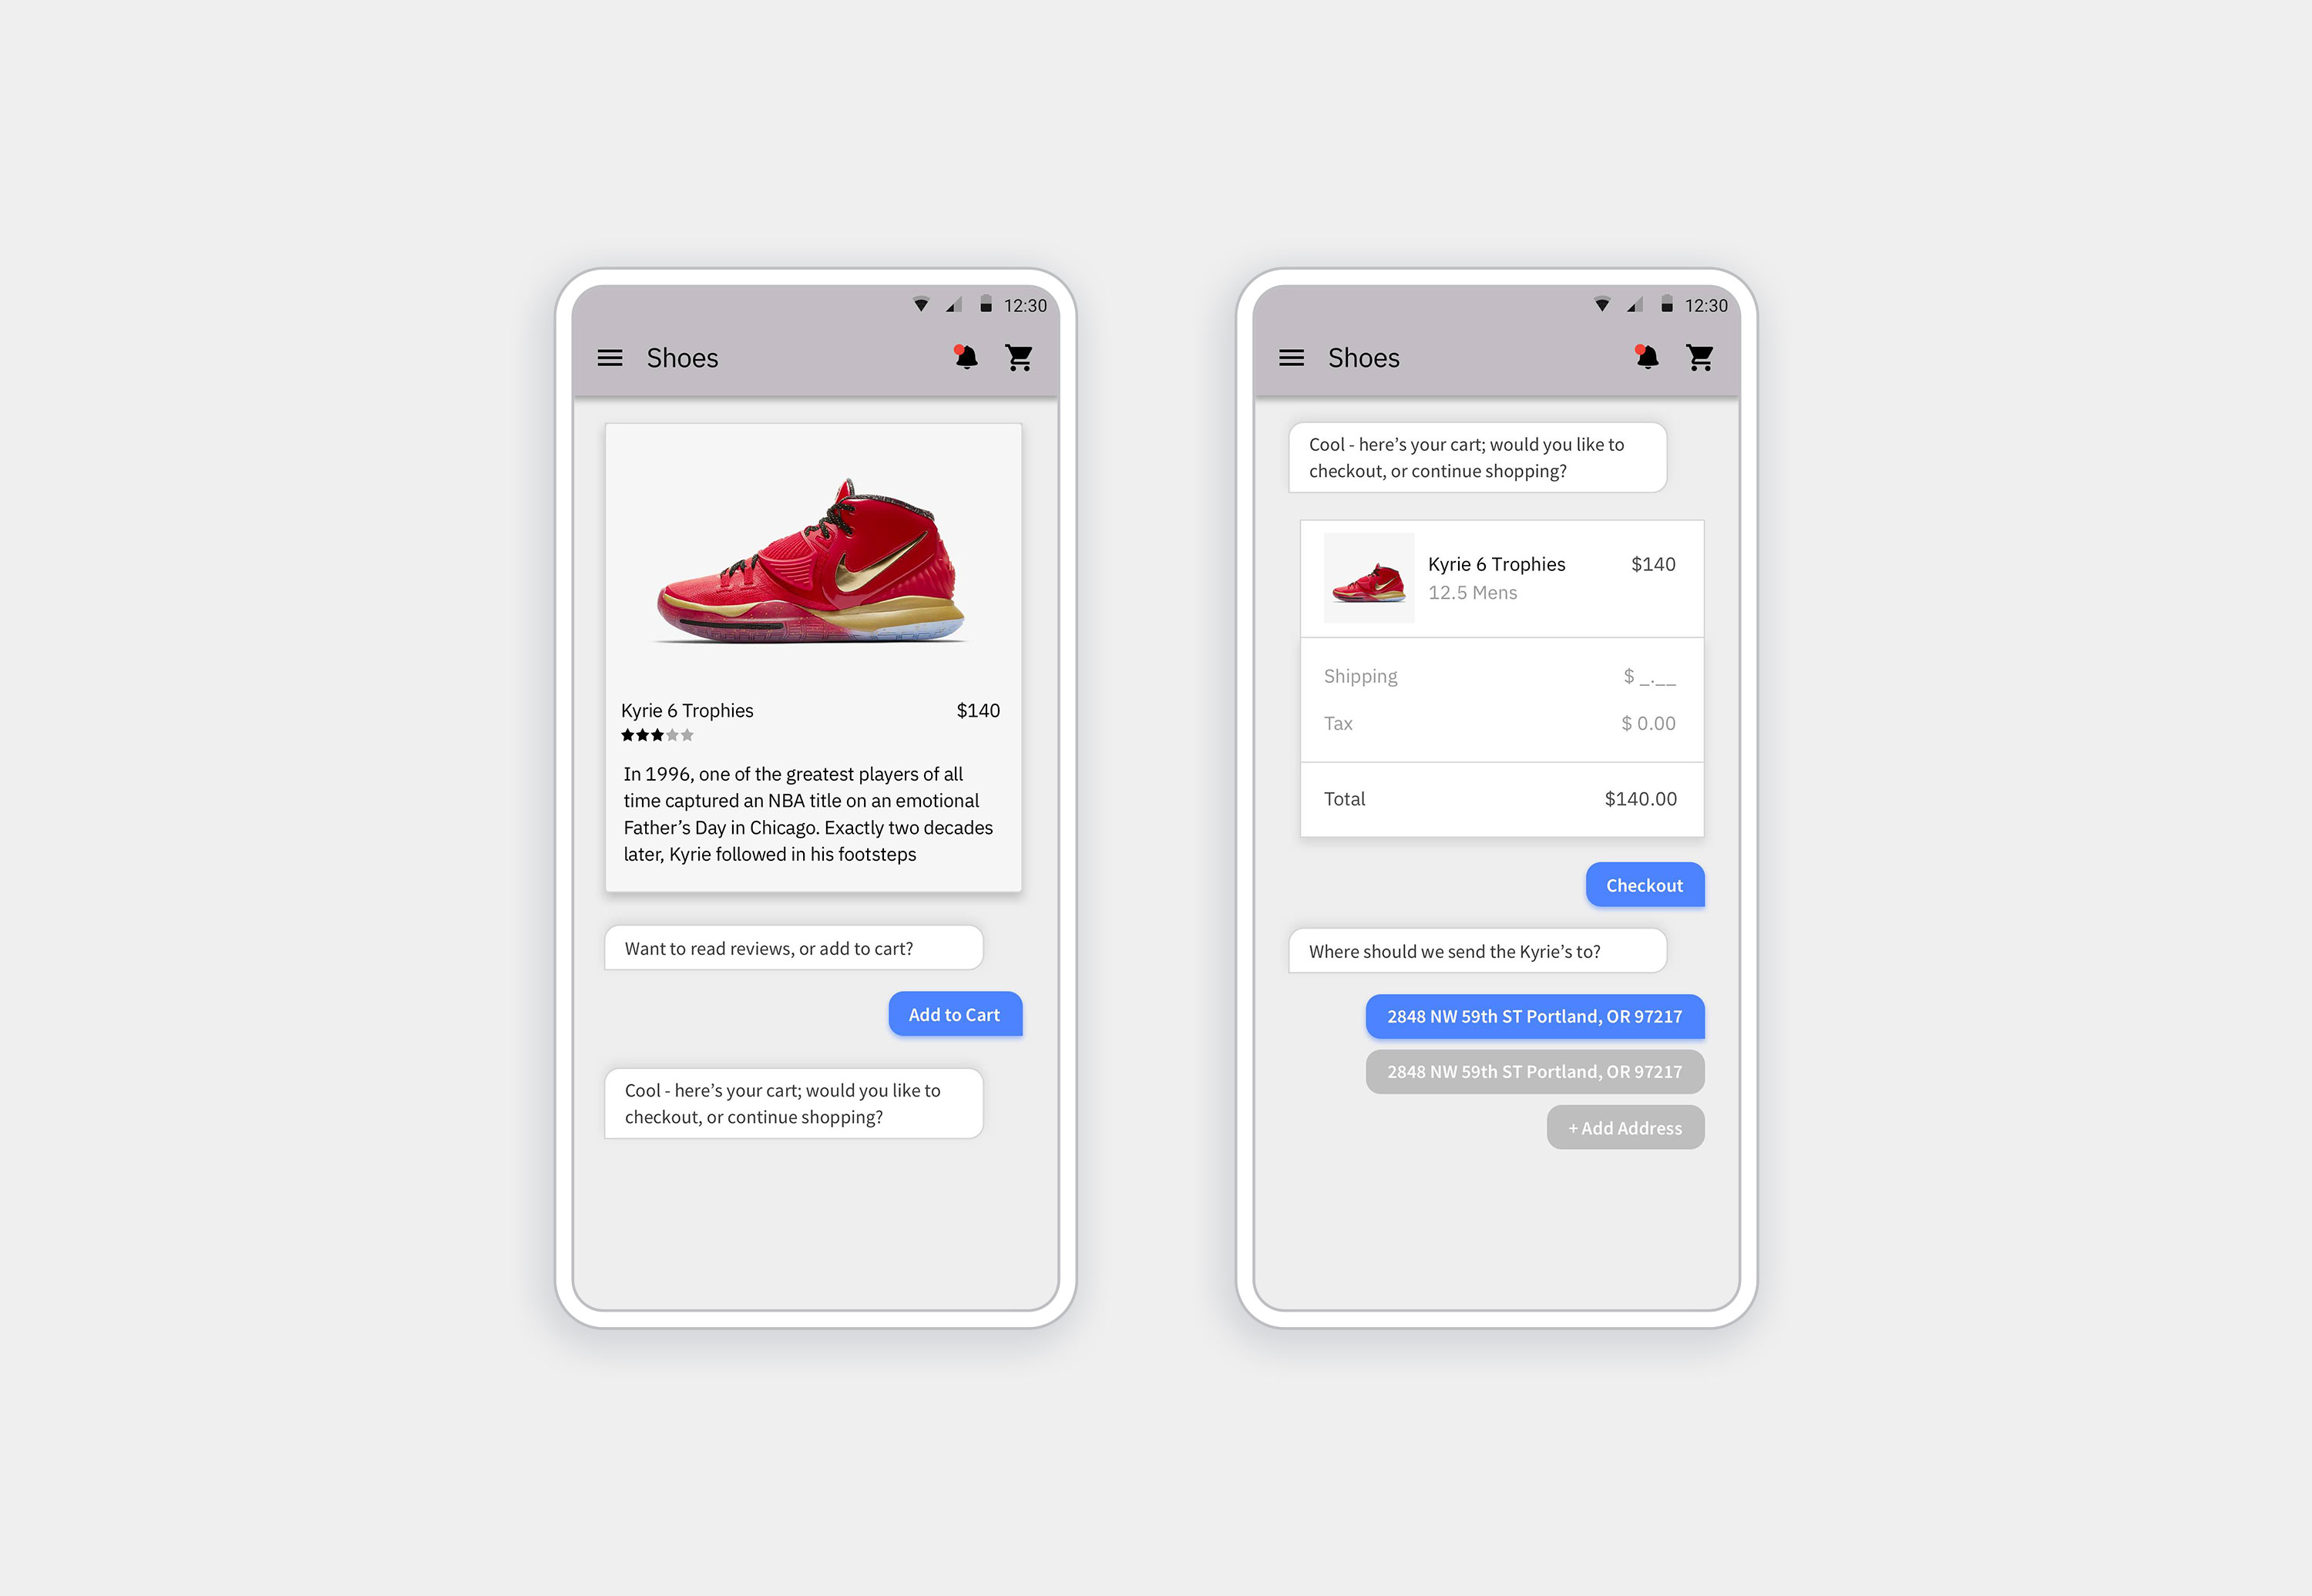 12:30
Shoes
Kyrie 6 Trophies $140
In 1996, one of the greatest players of all
time captured an NBA title on an emotional
Father’s Day in Chicago. Exactly two decades
later, Kyrie followed in his footsteps
Want to read reviews, or add to cart?
Add to Cart
Cool - here’s your cart; would you like to
checkout, or continue shopping?
12:30
Shoes
Cool - here’s your cart; would you like to
checkout, or continue shopping?
Kyrie 6 Trophies $140
12.5 Mens
Shipping $ _.__
Tax $ 0.00
Total $140.00
Checkout
Where should we send the Kyrie’s to?
2848 NW 59th ST Portland, OR 97217
2848 NW 59th ST Portland, OR 97217
+ Add Address